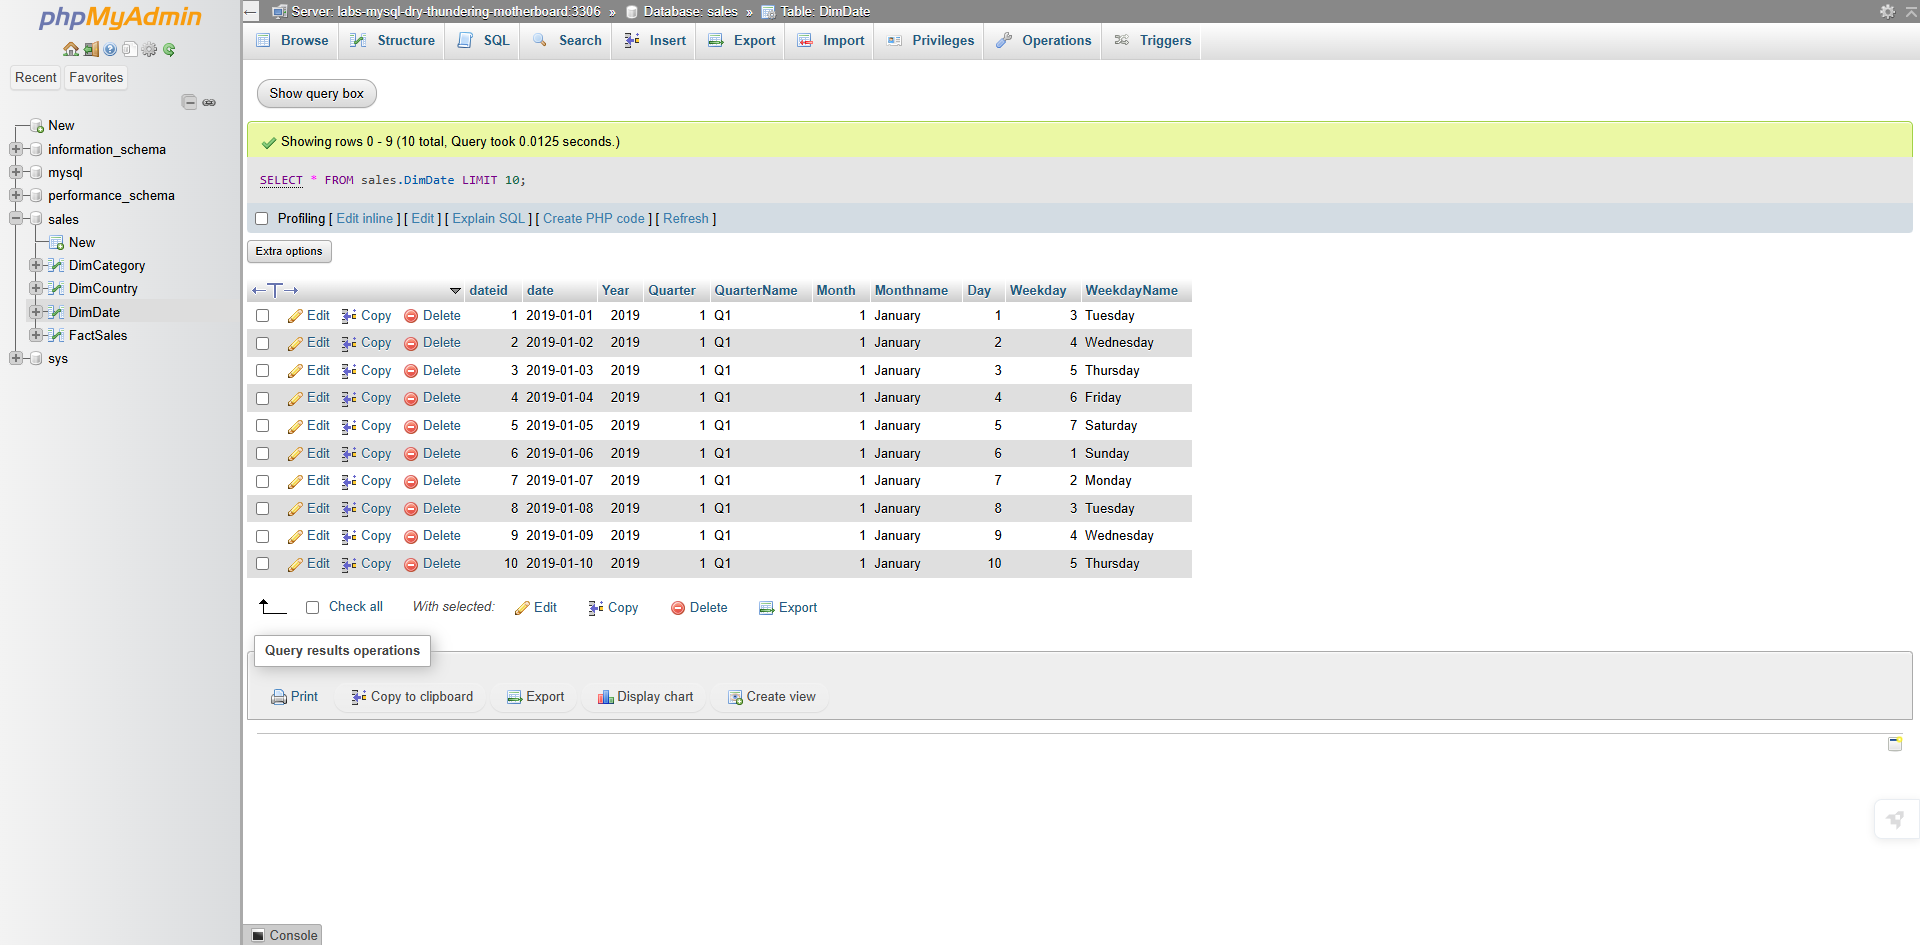 phpMyAdmin
Recent Favorites
New
information_schema
mysql
performance_schema
sales
New
DimCategory
DimCountry
DimDate
FactSales
sys
Server: labs-mysql-dry-thundering-motherboard:3306 » Database: sales » Table: DimDate
Browse Structure SQL Search Insert Export Import Privileges Operations Triggers
Show query box
Showing rows 0 - 9 (10 total, Query took 0.0125 seconds.)
SELECT * FROM sales.DimDate LIMIT 10;
Profiling [ Edit inline ] [ Edit ] [ Explain SQL ] [ Create PHP code ] [ Refresh ]
Extra options
dateid date Year Quarter QuarterName Month Monthname Day Weekday WeekdayName
Edit Copy Delete 1 2019-01-01 2019 1 Q1 1 January 1 3 Tuesday
Edit Copy Delete 2 2019-01-02 2019 1 Q1 1 January 2 4 Wednesday
Edit Copy Delete 3 2019-01-03 2019 1 Q1 1 January 3 5 Thursday
Edit Copy Delete 4 2019-01-04 2019 1 Q1 1 January 4 6 Friday
Edit Copy Delete 5 2019-01-05 2019 1 Q1 1 January 5 7 Saturday
Edit Copy Delete 6 2019-01-06 2019 1 Q1 1 January 6 1 Sunday
Edit Copy Delete 7 2019-01-07 2019 1 Q1 1 January 7 2 Monday
Edit Copy Delete 8 2019-01-08 2019 1 Q1 1 January 8 3 Tuesday
Edit Copy Delete 9 2019-01-09 2019 1 Q1 1 January 9 4 Wednesday
Edit Copy Delete 10 2019-01-10 2019 1 Q1 1 January 10 5 Thursday
Check all With selected: Edit Copy Delete Export
Query results operations
Print Copy to clipboard Export Display chart Create view
Console